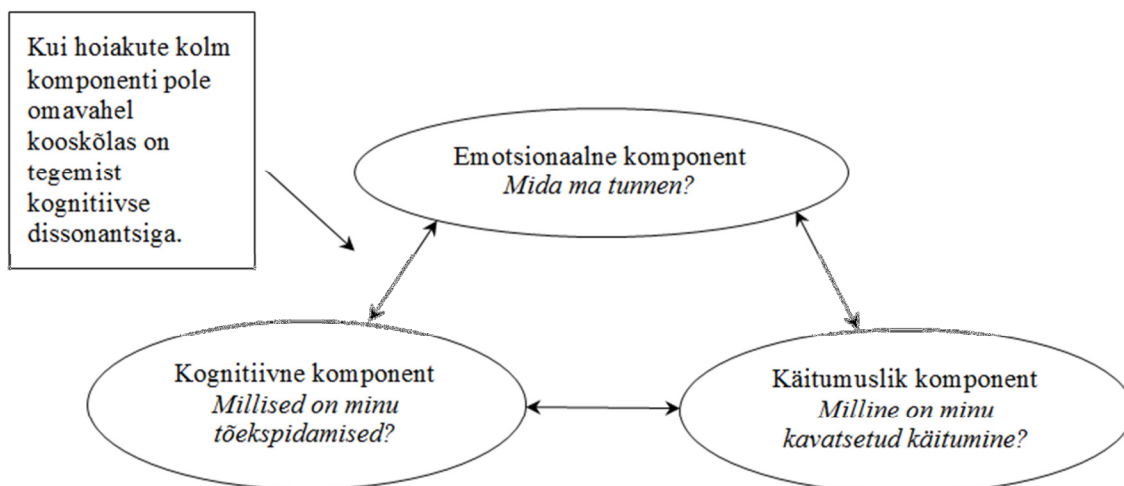 Kui hoiakute kolm
komponenti pole
omavahel
kooskõlas on
tegemist
kognitiivse
dissonantsiga.
Emotsionaalne komponent
Mida ma tunnen?
Kognitiivne komponent
Millised on minu
tõekspidamised?
Käitumuslik komponent
Milline on minu
kavatsetud käitumine?